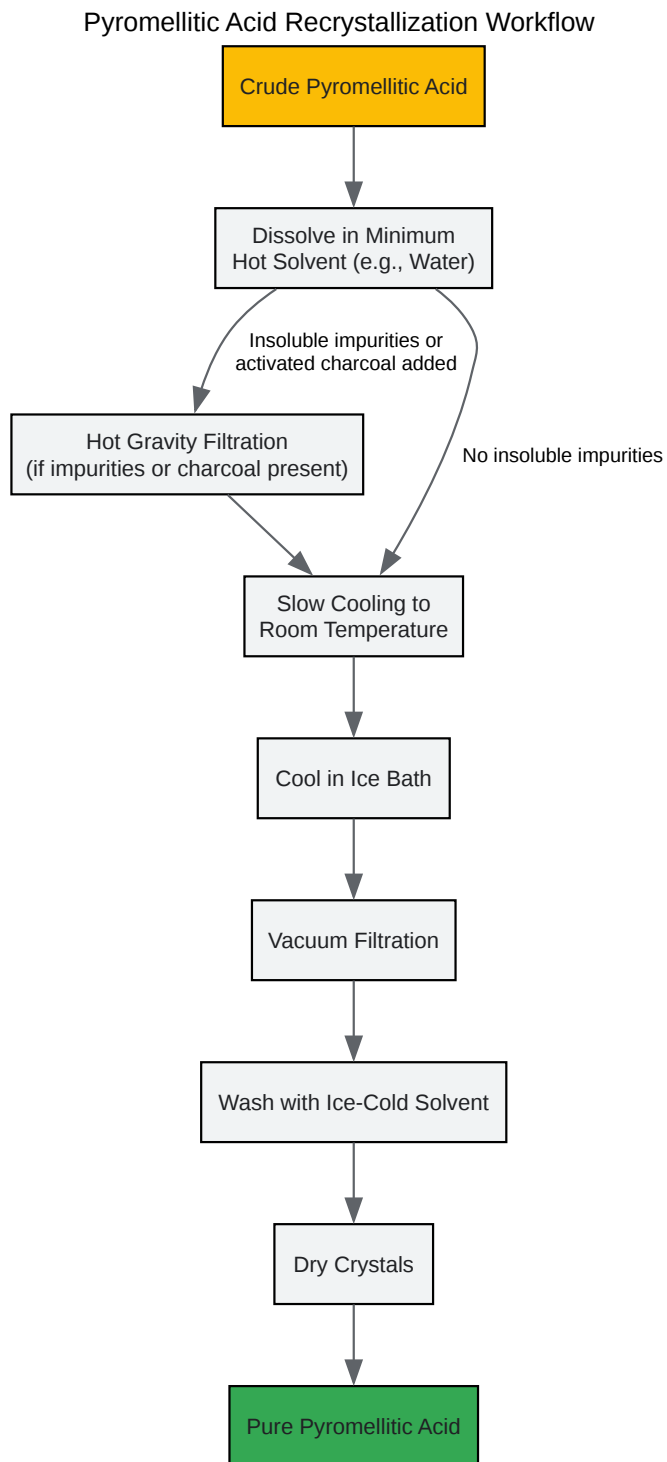 Pyromellitic Acid Recrystallization Workflow
Crude Pyromellitic Acid
Dissolve in Minimum
Hot Solvent (e.g., Water)
Insoluble impurities or
activated charcoal added
Hot Gravity Filtration
(if impurities or charcoal present)
No insoluble impurities
Slow Cooling to
Room Temperature
Cool in Ice Bath
Vacuum Filtration
Wash with Ice-Cold Solvent
Dry Crystals
Pure Pyromellitic Acid